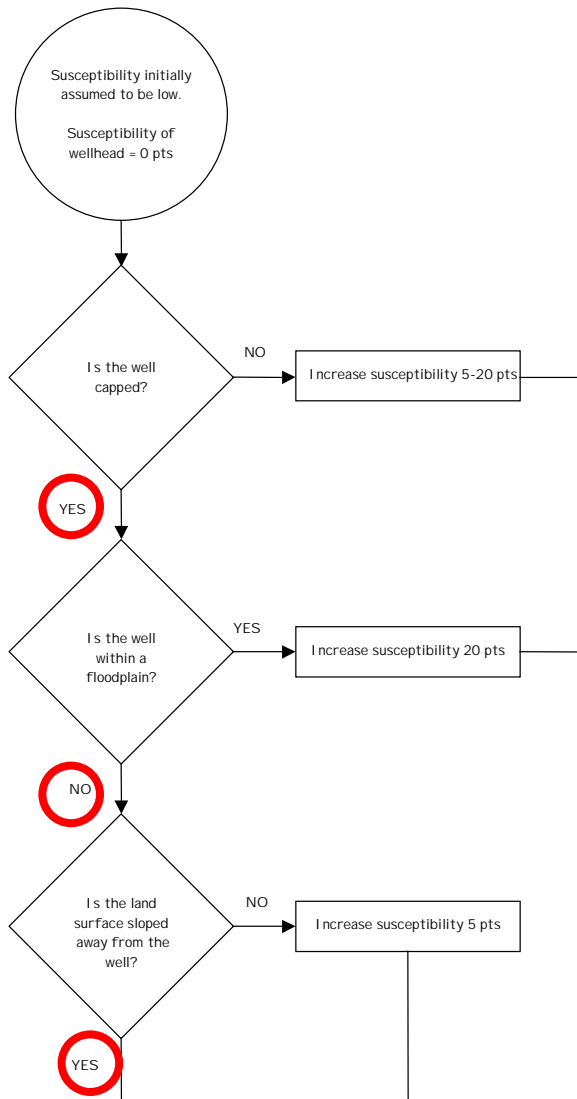 Susceptibility initially
assumed to be low.
Susceptibility of
wellhead = 0 pts
Is the well
capped?
NO
Increase susceptibility 5-20 pts
YES
Is the well
within a
floodplain?
YES
Increase susceptibility 20 pts
NO
Is the land
surface sloped
away from the
well?
NO
Increase susceptibility 5 pts
YES